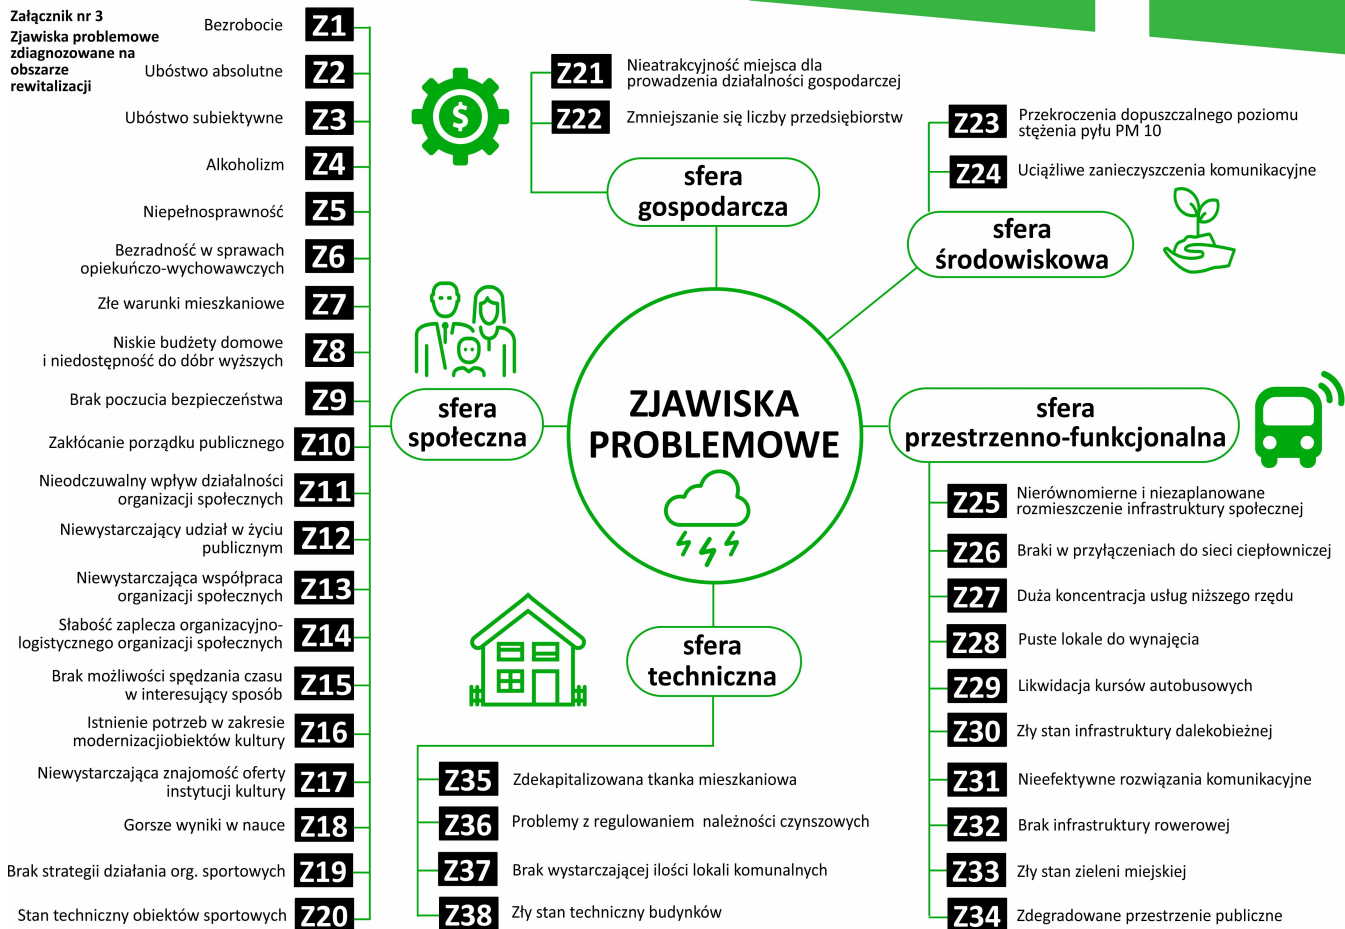 Załącznik nr 3
Zjawiska problemowe
zdiagnozowane na
obszarze
rewitalizacji
Bezrobocie Z1
Ubóstwo absolutne Z2
Ubóstwo subiektywne Z3
Alkoholizm Z4
Niepełnosprawność Z5
Bezradność w sprawach
opiekuńczo-wychowawczych Z6
Złe warunki mieszkaniowe Z7
Niskie budżety domowe
i niedostępność do dóbr wyższych Z8
Brak poczucia bezpieczeństwa Z9
Zakłócanie porządku publicznego Z10
Nieodczuwalny wpływ działalności
organizacji społecznych Z11
Niewystarczający udział w życiu
publicznym Z12
Niewystarczająca współpraca
organizacji społecznych Z13
Słabość zaplecza organizacyjno-
logistycznego organizacji społecznych Z14
Brak możliwości spędzania czasu
w interesujący sposób Z15
Istnienie potrzeb w zakresie
modernizacjiobiektów kultury Z16
Niewystarczająca znajomość oferty
instytucji kultury Z17
Gorsze wyniki w nauce Z18
Brak strategii działania org. sportowych Z19
Stan techniczny obiektów sportowych Z20
sfera
społeczna
$
Z21 Nieatrakcyjność miejsca dla
prowadzenia działalności gospodarczej
Z22 Zmniejszanie się liczby przedsiębiorstw
sfera
gospodarcza
Z23 Przekroczenia dopuszczalnego poziomu
stężenia pyłu PM 10
Z24 Uciążliwe zanieczyszczenia komunikacyjne
sfera
środowiskowa
ZJAWISKA
PROBLEMOWE
sfera
przestrzenno-funkcjonalna
Z25 Nierównomierne i niezaplanowane
rozmieszczenie infrastruktury społecznej
Z26 Braki w przyłączeniach do sieci ciepłowniczej
Z27 Duża koncentracja usług niższego rzędu
Z28 Puste lokale do wynajęcia
Z29 Likwidacja kursów autobusowych
Z30 Zły stan infrastruktury dalekobieżnej
Z31 Nieefektywne rozwiązania komunikacyjne
Z32 Brak infrastruktury rowerowej
Z33 Zły stan zieleni miejskiej
Z34 Zdegradowane przestrzenie publiczne
sfera
techniczna
Z35 Zdekapitalizowana tkanka mieszkaniowa
Z36 Problemy z regulowaniem należności czynszowych
Z37 Brak wystarczającej ilości lokali komunalnych
Z38 Zły stan techniczny budynków